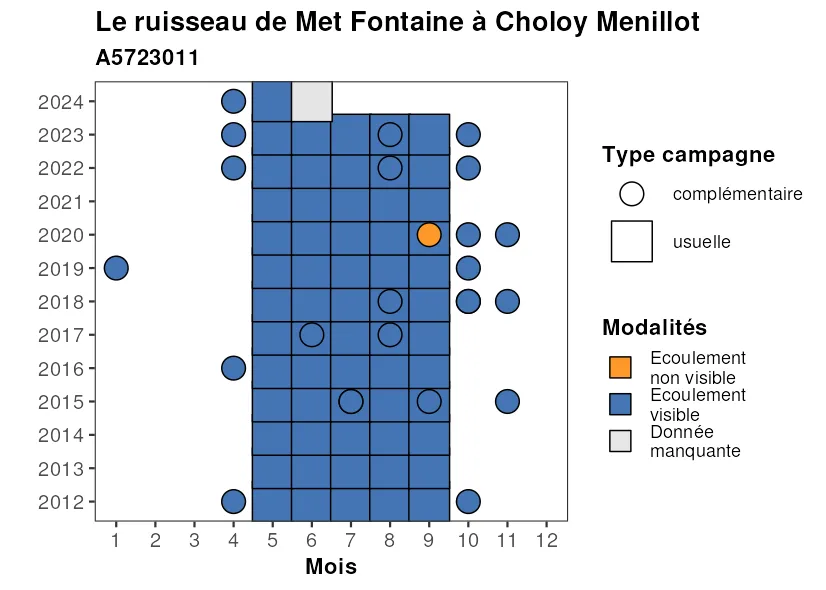 Le ruisseau de Met Fontaine à Choloy Menillot
A5723011
2024
2023
2022
2021
2020
2019
2018
2017
2016
2015
2014
2013
2012
1 2 3 4 5 6 7 8 9 10 11 12
Mois
Type campagne
complémentaire
usuelle
Modalités
Ecoulement
non visible
Ecoulement
visible
Donnée
manquante